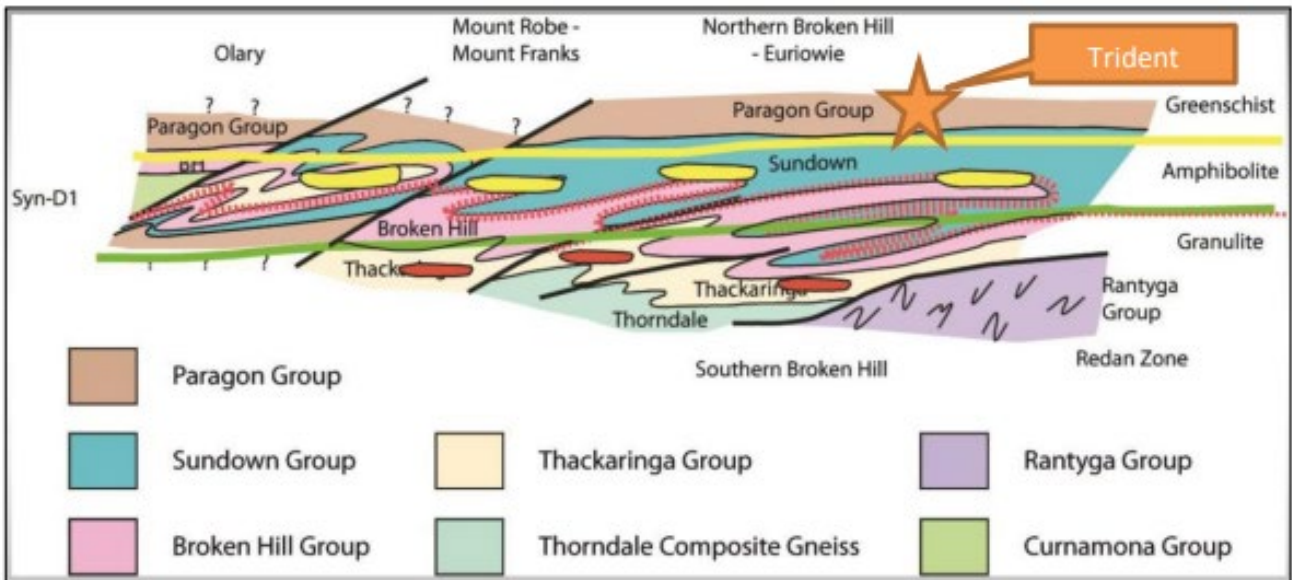 Olary
Mount Robe -
Mount Franks
Northern Broken Hill
- Euriowie
Trident
? ? ? ? ?
Paragon Group
Paragon Group
Greenschist
BH
Sundown
Amphibolite
Syn-D1
Broken Hill
Granulite
Thackaringa
Thorndale
Rantyga
Group
Southern Broken Hill
Redan Zone
Paragon Group
Sundown Group
Thackaringa Group
Rantyga Group
Broken Hill Group
Thorndale Composite Gneiss
Curnamona Group